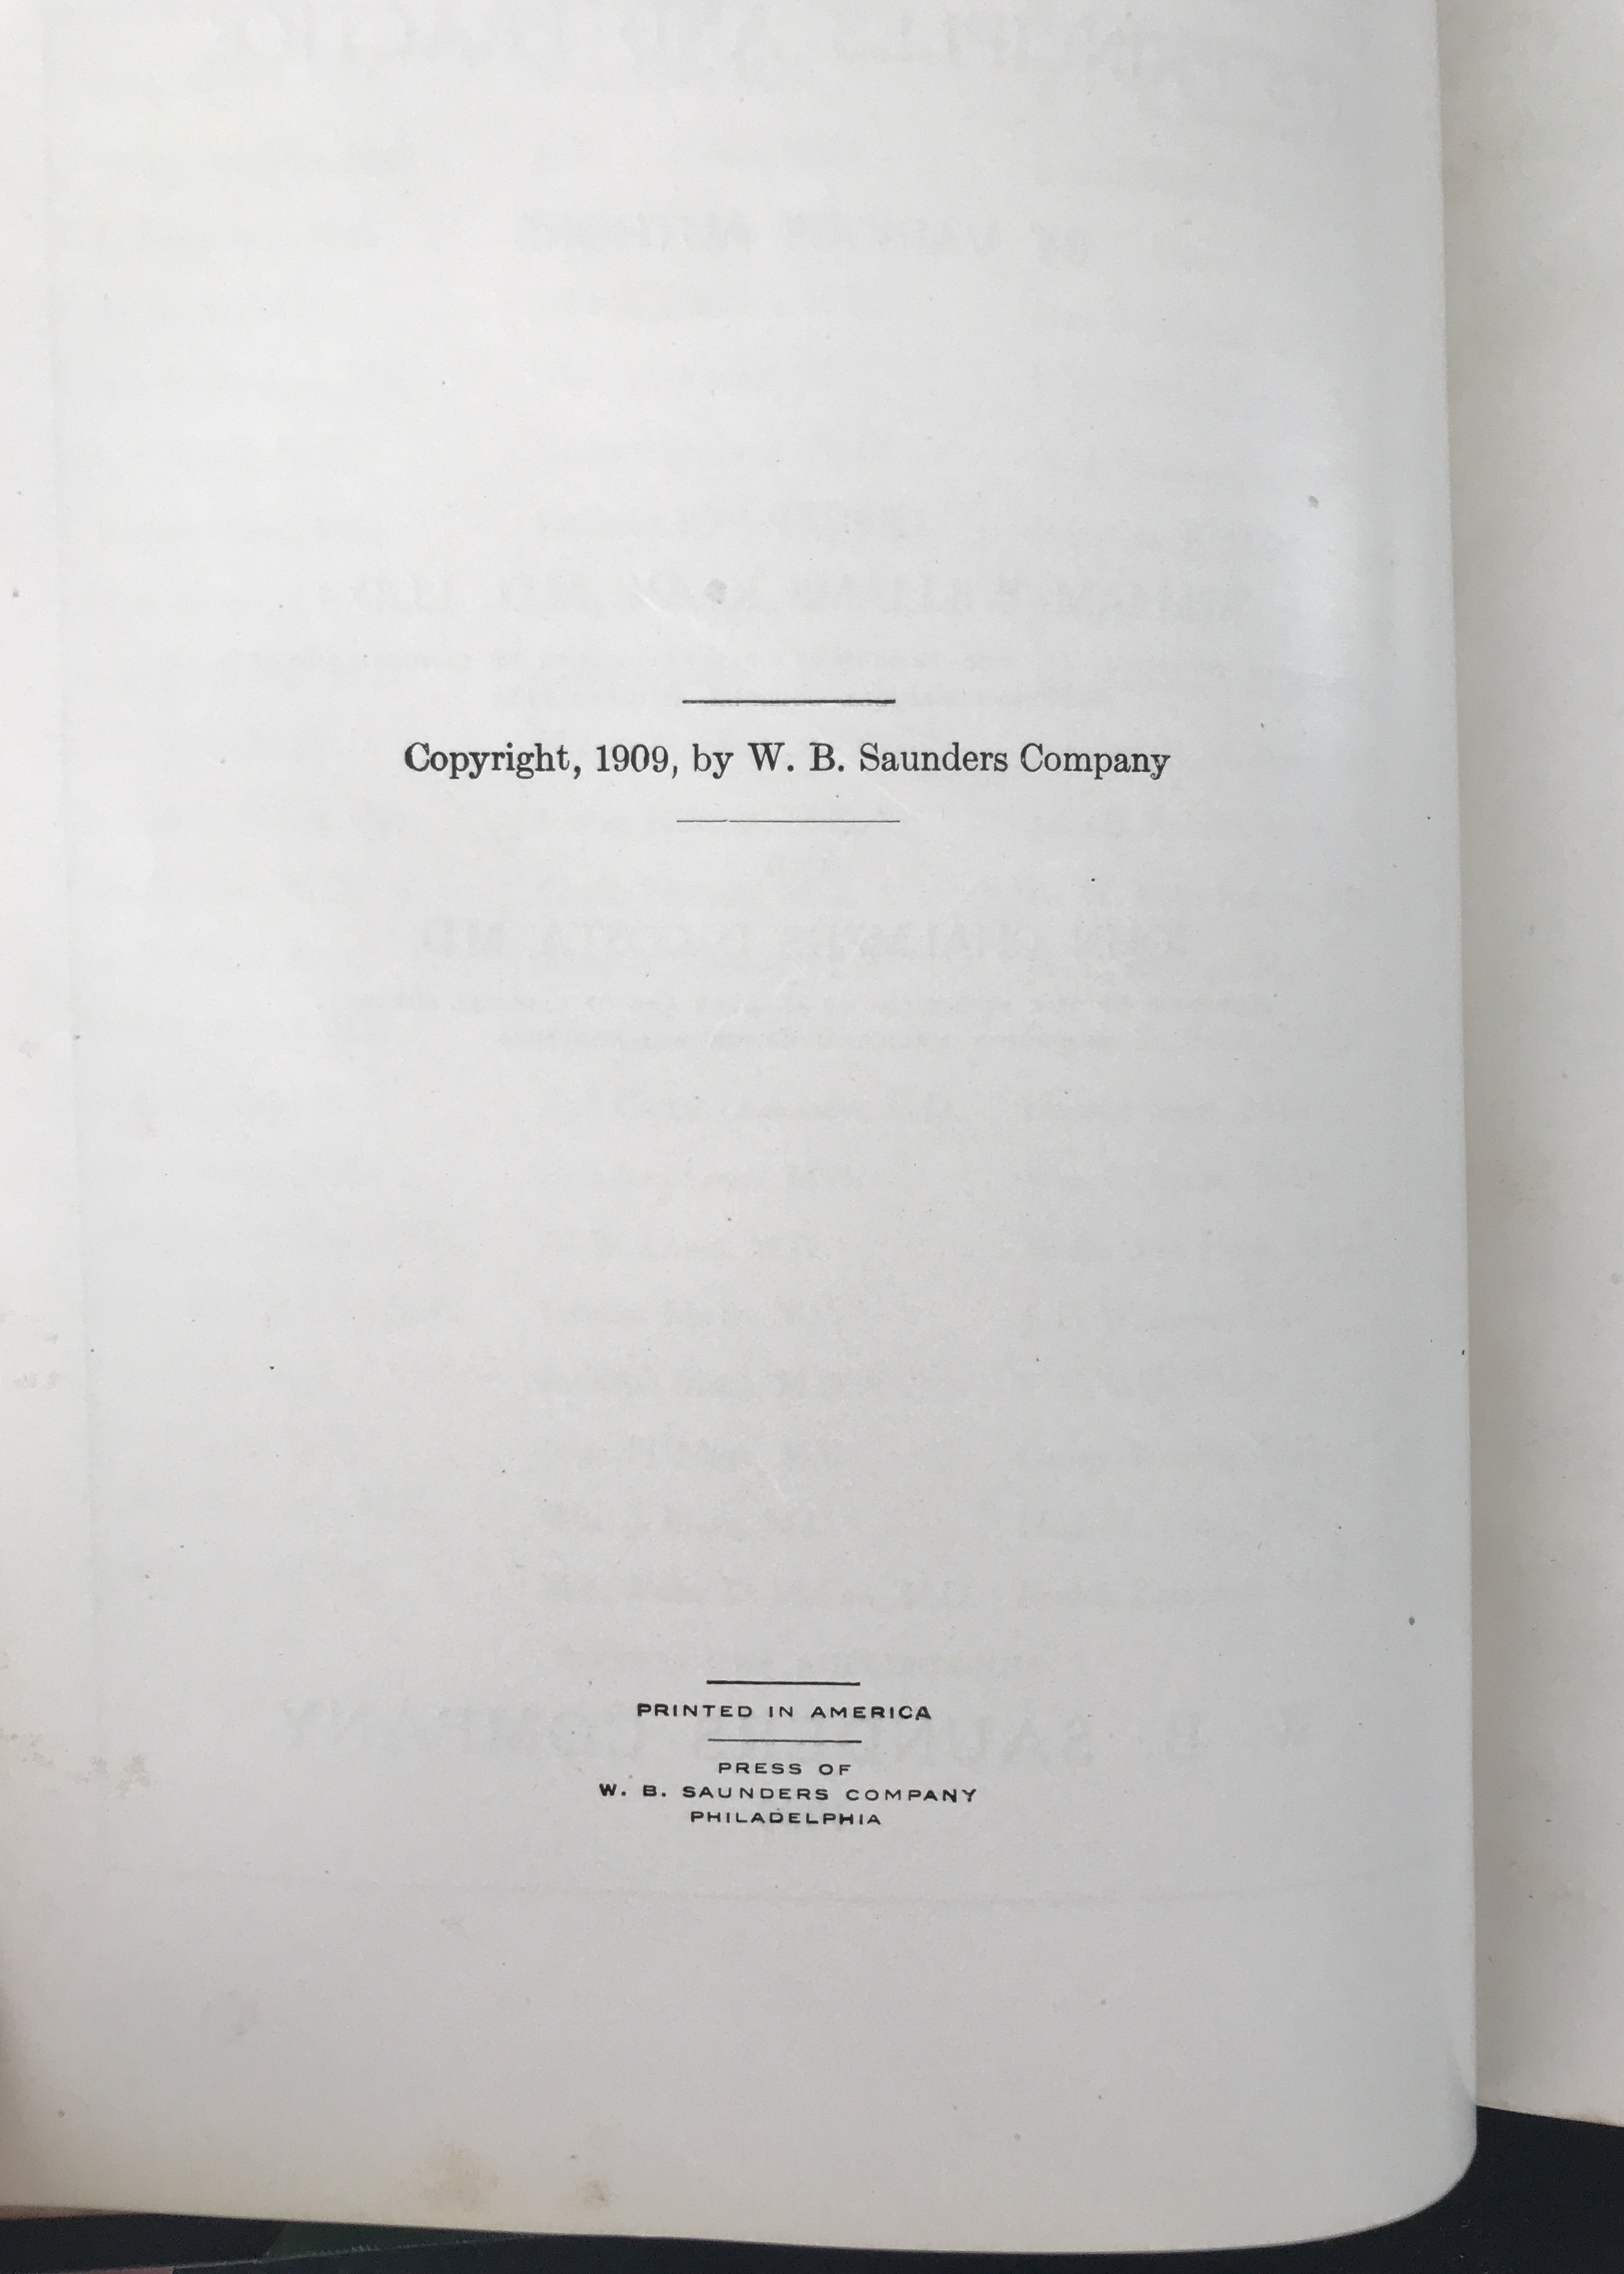 Copyright, 1909, by W. B. Saunders Company
PRINTED IN AMERICA
PRESS OF
W. B. SAUNDERS COMPANY
PHILADELPHIA